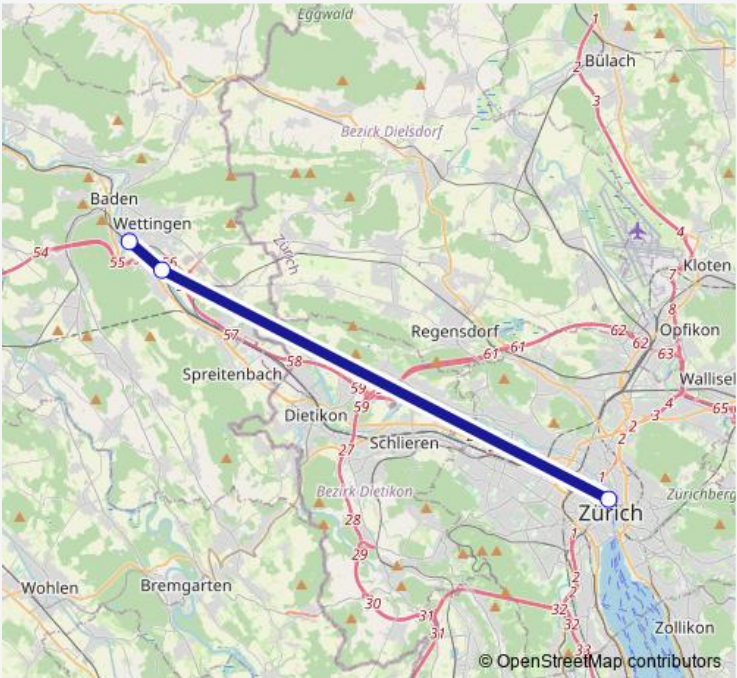 Eggwald
1
Bülach
2
3
Bezirk Dielsdorf
Baden
Wettingen
4
54
55
56
Zürich
Kloten
7
8
57
Regensdorf
62
Opfikon
61
61
62
63
58
Spreitenbach
59
Wallisel
59
4
65
3
Dietikon
2
2
Schlieren
27
1
Bezirk Dietikon
Zürichberg
Zürich
28
1
29
2
Wohlen
Bremgarten
2
30
31
32
31
32
Zollikon
33
© OpenStreetMap contributors